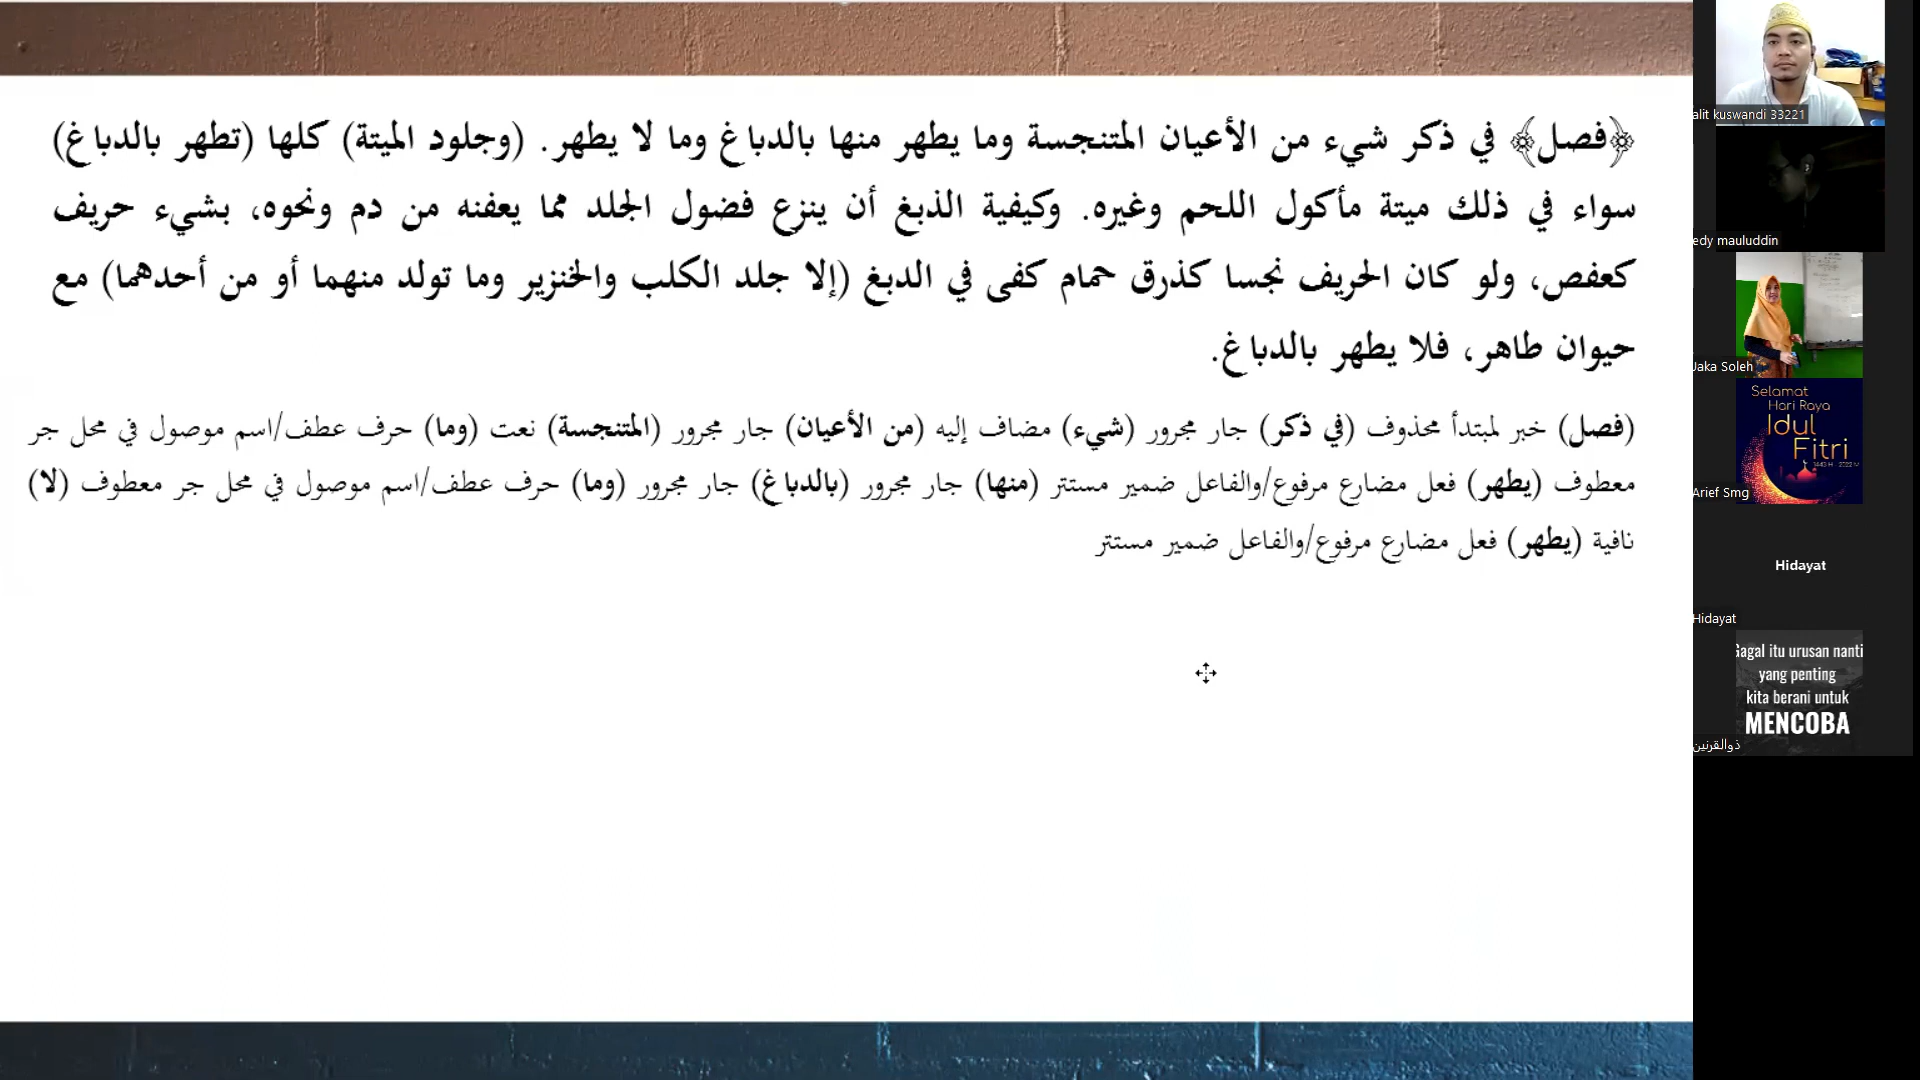 ﴿فصل﴾ في ذكر شيء من الأعيان المتنجسة وما يطهر منها بالدباغ وما لا يطهر. (وجلود الميتة) كلها (تطهر بالدباغ)
سواء في ذلك ميتة مأكول اللحم وغيره. وكيفية الذبغ أن ينزع فضول الجلد مما يعفنه من دم ونحوه، بشيء حريف
كعفص، ولو كان الحريف نجسا كذرق حمام كفى في الدبغ (إلا جلد الكلب والخنزير وما تولد منهما أو من أحدهما) مع
حيوان طاهر، فلا يطهر بالدباغ.
(فصل) خبر لمبتدأ محذوف (في ذكر) جار مجرور (شيء) مضاف إليه (من الأعيان) جار مجرور (المتنجسة) نعت (وما) حرف عطف/اسم موصول في محل جر
معطوف (يطهر) فعل مضارع مرفوع/والفاعل ضمير مستتر (منها) جار مجرور (بالدباغ) جار مجرور (وما) حرف عطف/اسم موصول في محل جر معطوف (لا)
نافية (يطهر) فعل مضارع مرفوع/والفاعل ضمير مستتر
alit kuswandi 33221
edy mauluddin
Jaka Soleh
Selamat
Hari Raya
Idul
Fitri
1443 H - 2022 M
Arief Smg
Hidayat
Hidayat
Gagal itu urusan nanti
yang penting
kita berani untuk
MENCOBA
ذوالقرنين